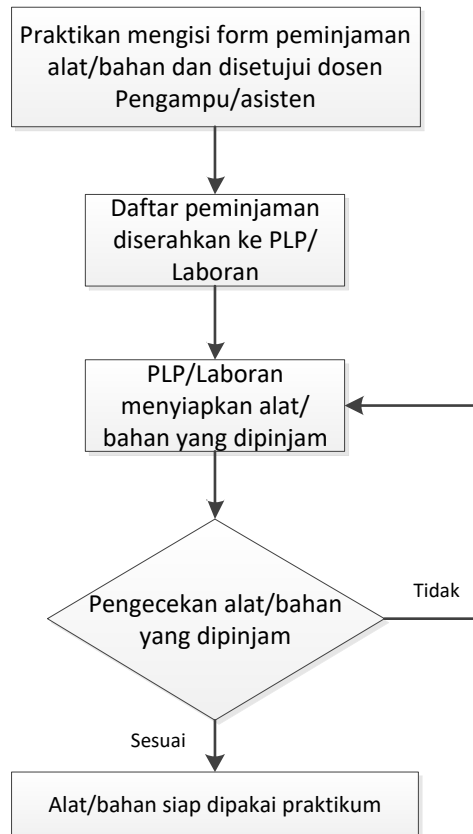 Praktikan mengisi form peminjaman
alat/bahan dan disetujui dosen
Pengampu/asisten
Daftar peminjaman
diserahkan ke PLP/
Laboran
PLP/Laboran
menyiapkan alat/
bahan yang dipinjam
Pengecekan alat/bahan
yang dipinjam
Tidak
Sesuai
Alat/bahan siap dipakai praktikum